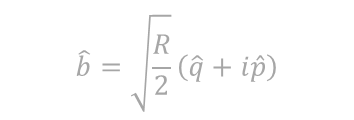 b̂ = √(R/2) (q̂ + ip̂)